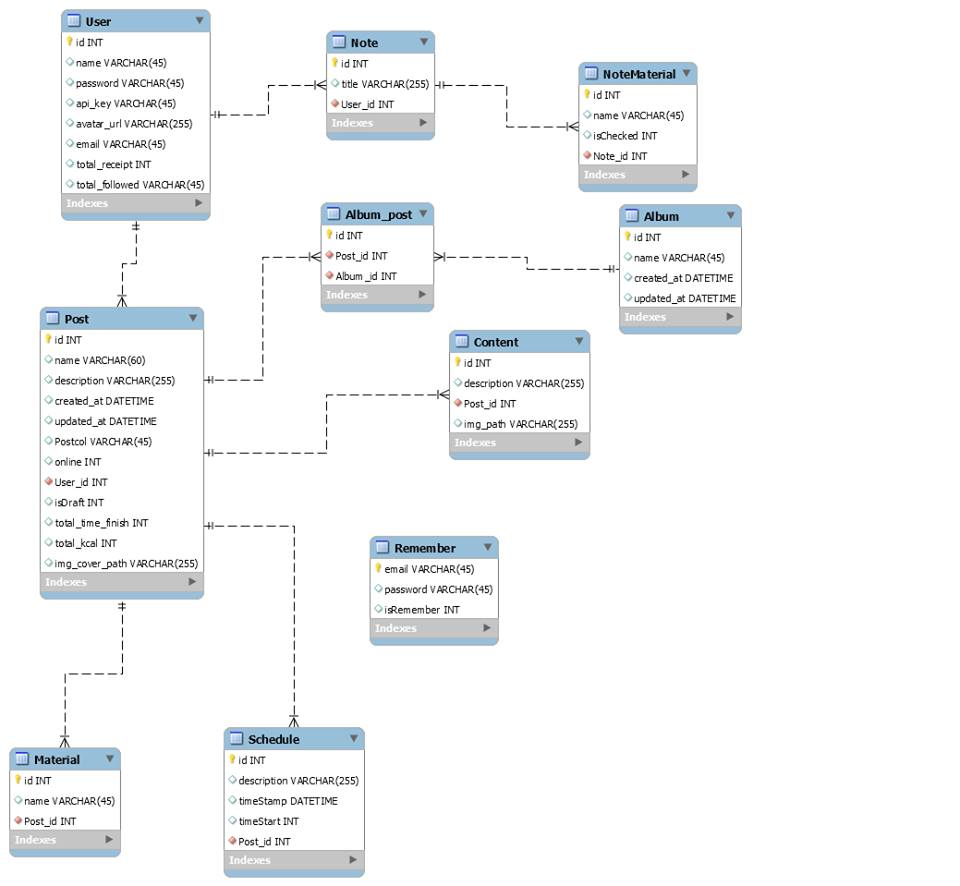 User
id INT
name VARCHAR(45)
password VARCHAR(45)
api_key VARCHAR(45)
avatar_url VARCHAR(255)
email VARCHAR(45)
total_receipt INT
total_followed VARCHAR(45)
Indexes
Note
id INT
title VARCHAR(255)
User_id INT
Indexes
NoteMaterial
id INT
name VARCHAR(45)
isChecked INT
Note_id INT
Indexes
Album_post
id INT
Post_id INT
Album_id INT
Indexes
Album
id INT
name VARCHAR(45)
created_at DATETIME
updated_at DATETIME
Indexes
Post
id INT
name VARCHAR(60)
description VARCHAR(255)
created_at DATETIME
updated_at DATETIME
Postcol VARCHAR(45)
online INT
User_id INT
isDraft INT
total_time_finish INT
total_kcal INT
img_cover_path VARCHAR(255)
Indexes
Content
id INT
description VARCHAR(255)
Post_id INT
img_path VARCHAR(255)
Indexes
Remember
email VARCHAR(45)
password VARCHAR(45)
isRemember INT
Indexes
Material
id INT
name VARCHAR(45)
Post_id INT
Indexes
Schedule
id INT
description VARCHAR(255)
timeStamp DATETIME
timeStart INT
Post_id INT
Indexes